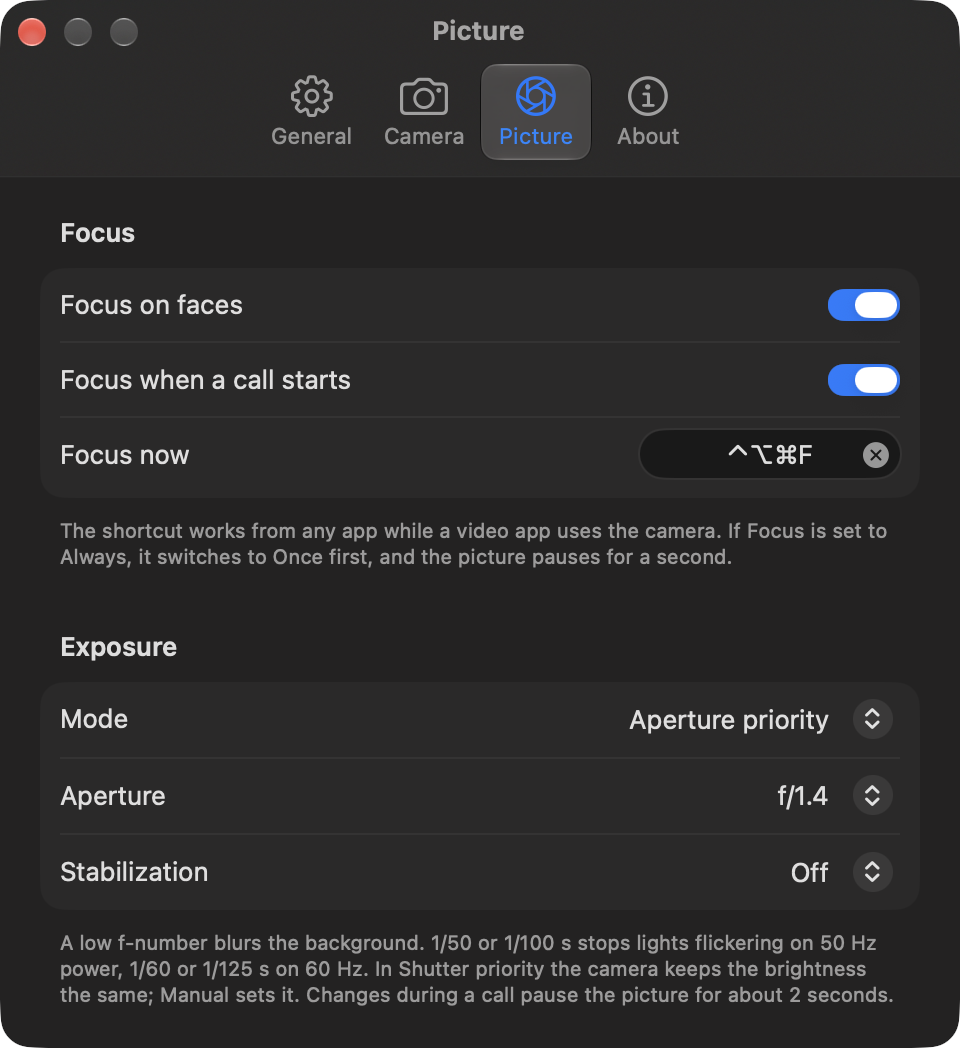 Picture
General
Camera
Picture
About
Focus
Focus on faces
Focus when a call starts
Focus now
^⌥⌘F
The shortcut works from any app while a video app uses the camera. If Focus is set to
Always, it switches to Once first, and the picture pauses for a second.
Exposure
Mode
Aperture priority
Aperture
f/1.4
Stabilization
Off
A low f-number blurs the background. 1/50 or 1/100 s stops lights flickering on 50 Hz
power, 1/60 or 1/125 s on 60 Hz. In Shutter priority the camera keeps the brightness
the same; Manual sets it. Changes during a call pause the picture for about 2 seconds.